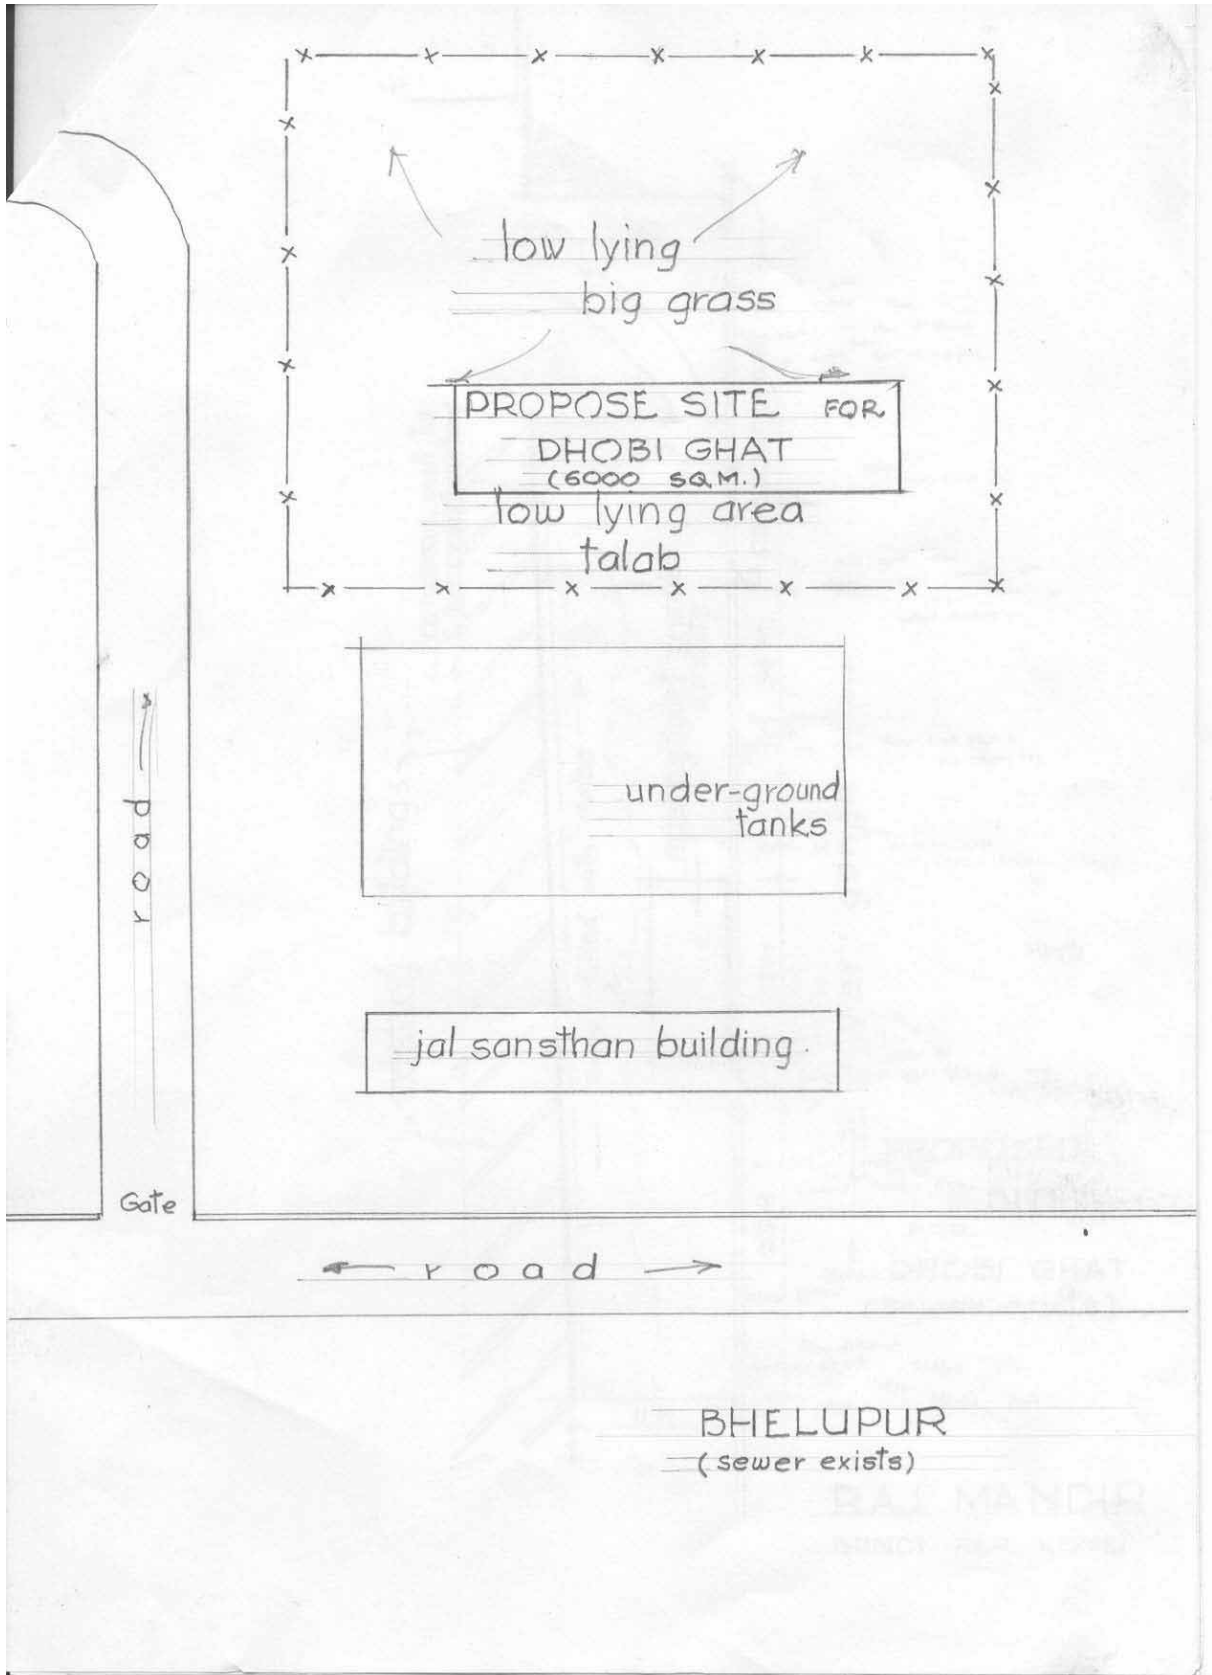 low lying
big grass
PROPOSE SITE FOR
DHOBI GHAT
(6000 SQ.M.)
low lying area
talab
under-ground
tanks
road
jal sansthan building.
Gate
road
BHELUPUR
(sewer exists)